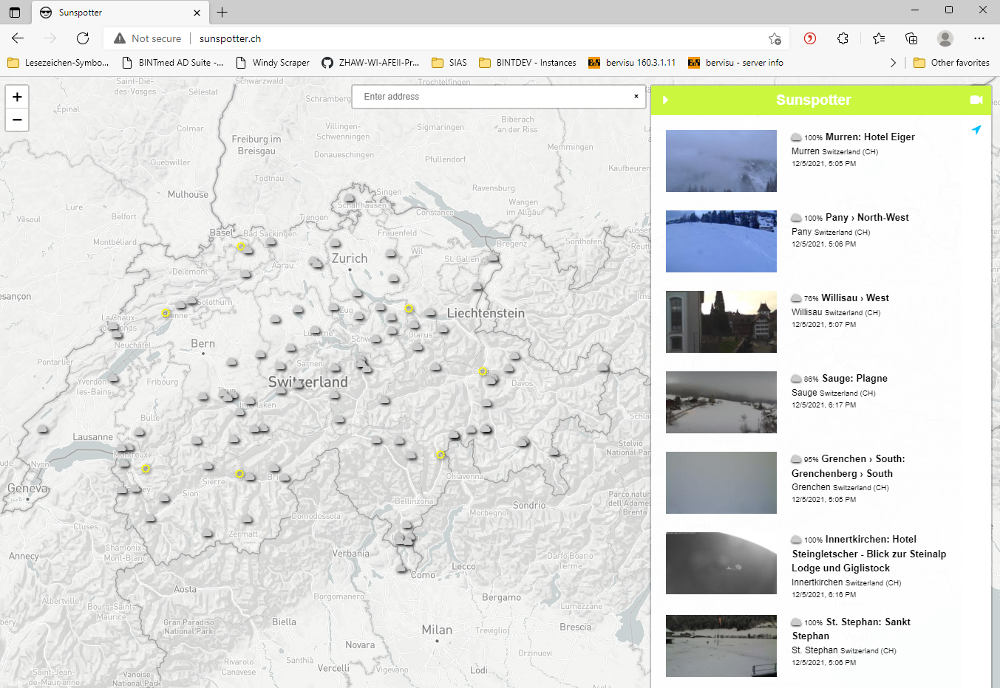 Sunspotter
Not secure
sunspotter.ch
Lesezeichen-Symbo...
BINTmed AD Suite -...
Windy Scraper
ZHAW-WI-AFEII-Pr...
SIAS
BINTDEV - Instances
bervisu 160.3.1.11
bervisu - server info
Other favorites
+
−
Enter address
×
Sunspotter
100% Murren: Hotel Eiger
Murren Switzerland (CH)
12/5/2021, 5:05 PM
100% Pany › North-West
Pany Switzerland (CH)
12/5/2021, 5:06 PM
76% Willisau › West
Willisau Switzerland (CH)
12/5/2021, 5:07 PM
86% Sauge: Plagne
Sauge Switzerland (CH)
12/5/2021, 6:17 PM
95% Grenchen › South:
Grenchenberg › South
Grenchen Switzerland (CH)
12/5/2021, 5:05 PM
100% Innertkirchen: Hotel
Steingletscher - Blick zur Steinalp
Lodge und Giglistock
Innertkirchen Switzerland (CH)
12/5/2021, 6:16 PM
100% St. Stephan: Sankt
Stephan
St. Stephan Switzerland (CH)
12/5/2021, 5:06 PM
Saint-Dié-
des-Vosges
Sélestat
Schwarzwald
Trochtelfingen
Schramberg
Épinal
Colmar
Freiburg im
Breisgau
Villingen-
Schwenningen
Sigmaringen
Biberach
an der Riss
Memmingen
Guebwiller
Donaueschingen
Pfullendorf
Kaufbeuren
Todtnau
Mulhouse
Singen
Ravensburg
Wangen
im Allgäu
Lure
Vesoul
Belfort
Tiengen
Schaffhausen
Constance
Basel
Bad Säckingen
Frauenfeld
Bregenz
Sonthofen
Montbéliard
Aarau
Zurich
Wil
St. Gallen
Delémont
Solothurn
Zug
Liechtenstein
Neuchâtel
Bern
Glarus
Pontarlier
Sarnen
Yverdon-
les-Bains
Fribourg
Switzerland
Davos
Interlaken
Bulle
Lausanne
Montreux
Nyon
Stelvio
National Park
Geneva
Sierre
Sion
Chiavenna
Bellinzona
Sondrio
Parco natur
dell'Adamel
Brenta
Morbegno
Domodossola
Cluses
Zermatt
Annecy
Chamonix-
Mont-Blanc
Verbania
Lecco
Como
Darfo Boario
Terme
Aosta
Albertville
Bourg-Saint-
Maurice
Borgomanero
Bergamo
Lumezzane
Gran Paradiso
National Park
Biella
Milan
Treviglio
Brescia
Novara
Orzinuovi
Rivarolo
Canavese
Santhià
Vercelli
Vigevano
Lodi
Saint-Jean-
de-Maurienne
Vanoise
National Park